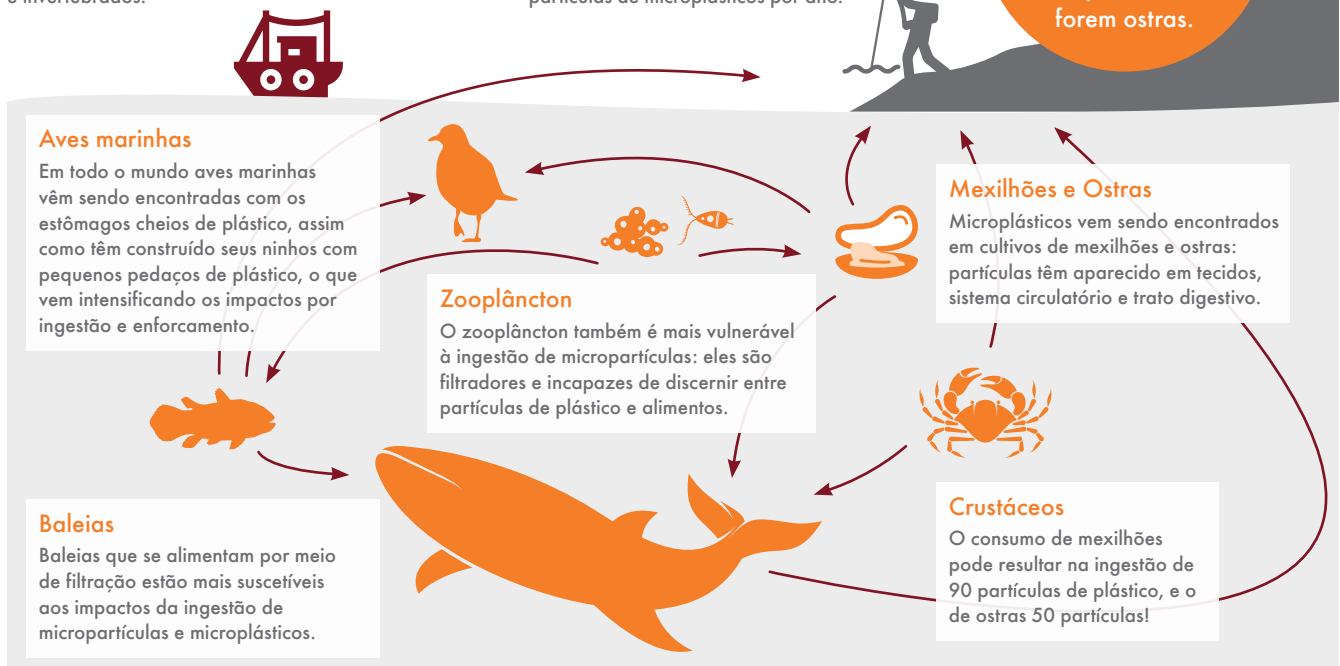 forem ostras.
Aves marinhas
Em todo o mundo aves marinhas
vêm sendo encontradas com os
estômagos cheios de plástico, assim
como têm construído seus ninhos com
pequenos pedaços de plástico, o que
vem intensificando os impactos por
ingestão e enforcamento.
Zooplâncton
O zooplâncton também é mais vulnerável
à ingestão de micropartículas: eles são
filtradores e incapazes de discernir entre
partículas de plástico e alimentos.
Mexilhões e Ostras
Microplásticos vem sendo encontrados
em cultivos de mexilhões e ostras:
partículas têm aparecido em tecidos,
sistema circulatório e trato digestivo.
Baleias
Baleias que se alimentam por meio
de filtração estão mais suscetíveis
aos impactos da ingestão de
micropartículas e microplásticos.
Crustáceos
O consumo de mexilhões
pode resultar na ingestão de
90 partículas de plástico, e o
de ostras 50 partículas!